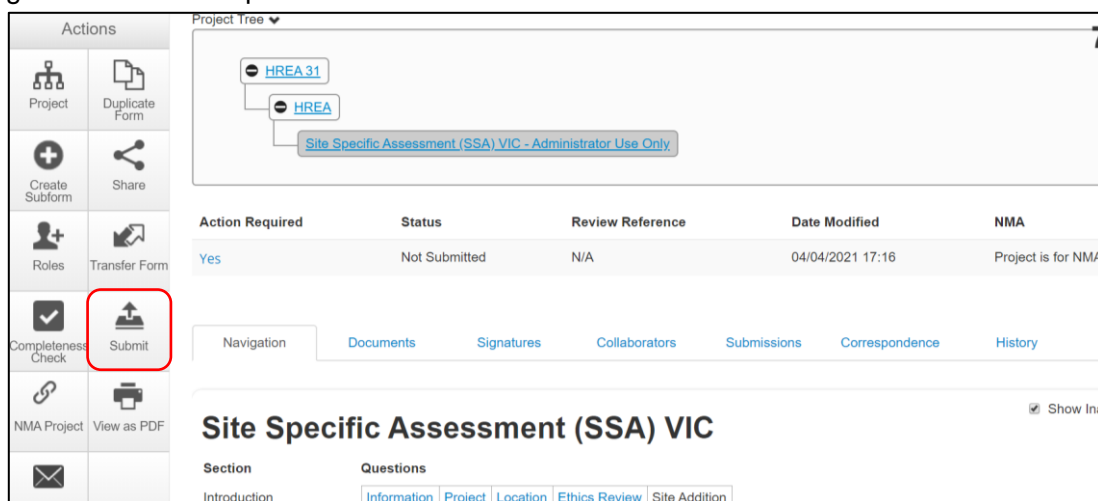 Actions
Project
Duplicate
Form
Create
Subform
Share
Roles
Transfer Form
Completeness
Check
Submit
NMA Project
View as PDF
Project Tree
HREA 31
HREA
Site Specific Assessment (SSA) VIC - Administrator Use Only
Action Required Status Review Reference Date Modified NMA
Yes Not Submitted N/A 04/04/2021 17:16 Project is for NMA
Navigation Documents Signatures Collaborators Submissions Correspondence History
Show
Site Specific Assessment (SSA) VIC
Section Questions
Introduction Information Project Location Ethics Review Site Addition